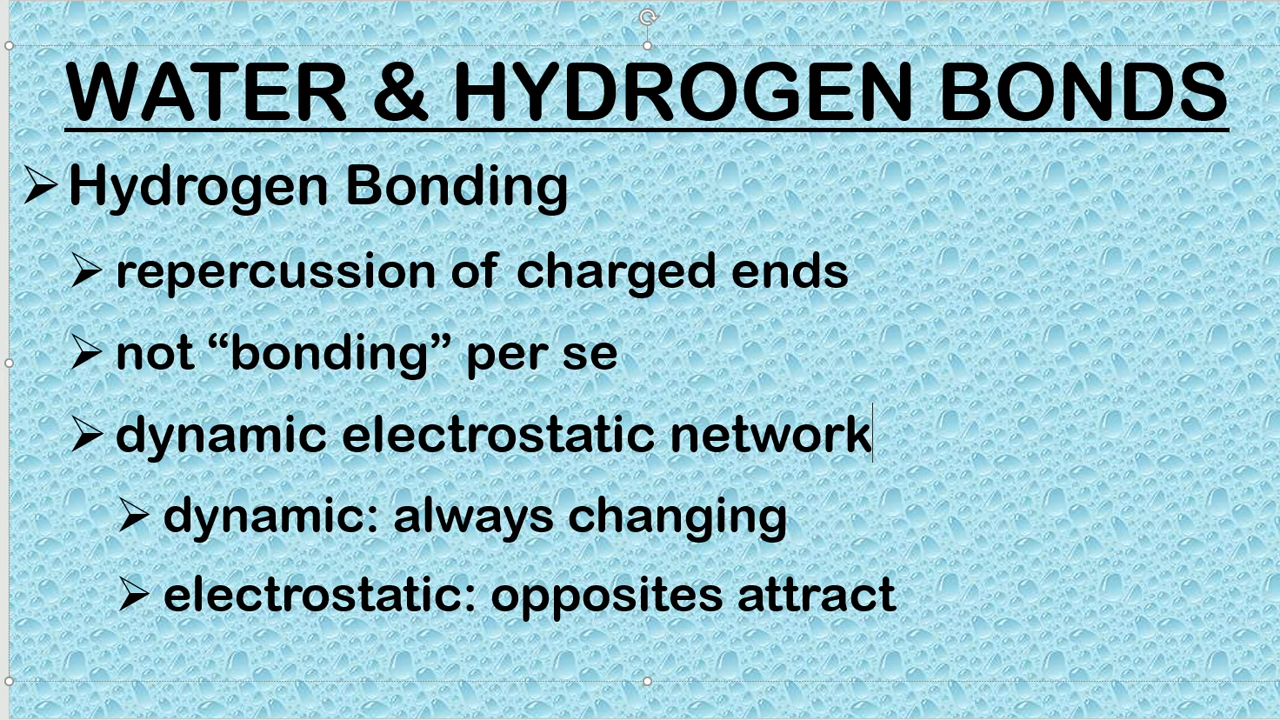 WATER & HYDROGEN BONDS
Hydrogen Bonding
repercussion of charged ends
not “bonding” per se
dynamic electrostatic network
dynamic: always changing
electrostatic: opposites attract